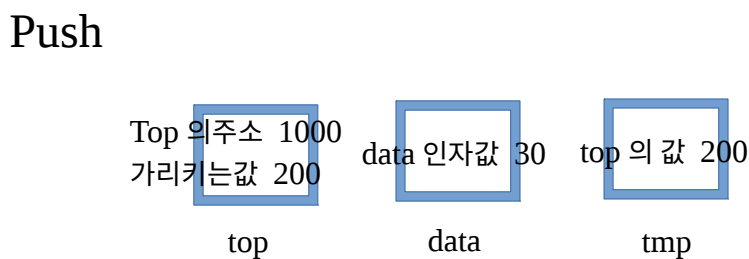 Push
Top 의주소 1000
가리키는값 200
data 인자값 30
top 의 값 200
top
data
tmp